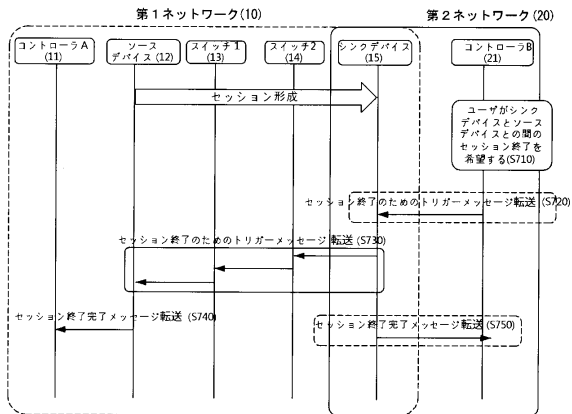 第1ネットワーク(10)
第2ネットワーク(20)
コントローラA
(11)
ソース
デバイス(12)
スイッチ1
(13)
スイッチ2
(14)
シンクデバイス
(15)
コントローラB
(21)
セッション形成
ユーザがシンク
デバイスとソース
デバイスとの間の
セッション終了を
希望する(S710)
セッション終了のためのトリガーメッセージ転送(S720)
セッション終了のためのトリガーメッセージ転送(S730)
セッション終了完了メッセージ転送(S740)
セッション終了完了メッセージ転送(S750)